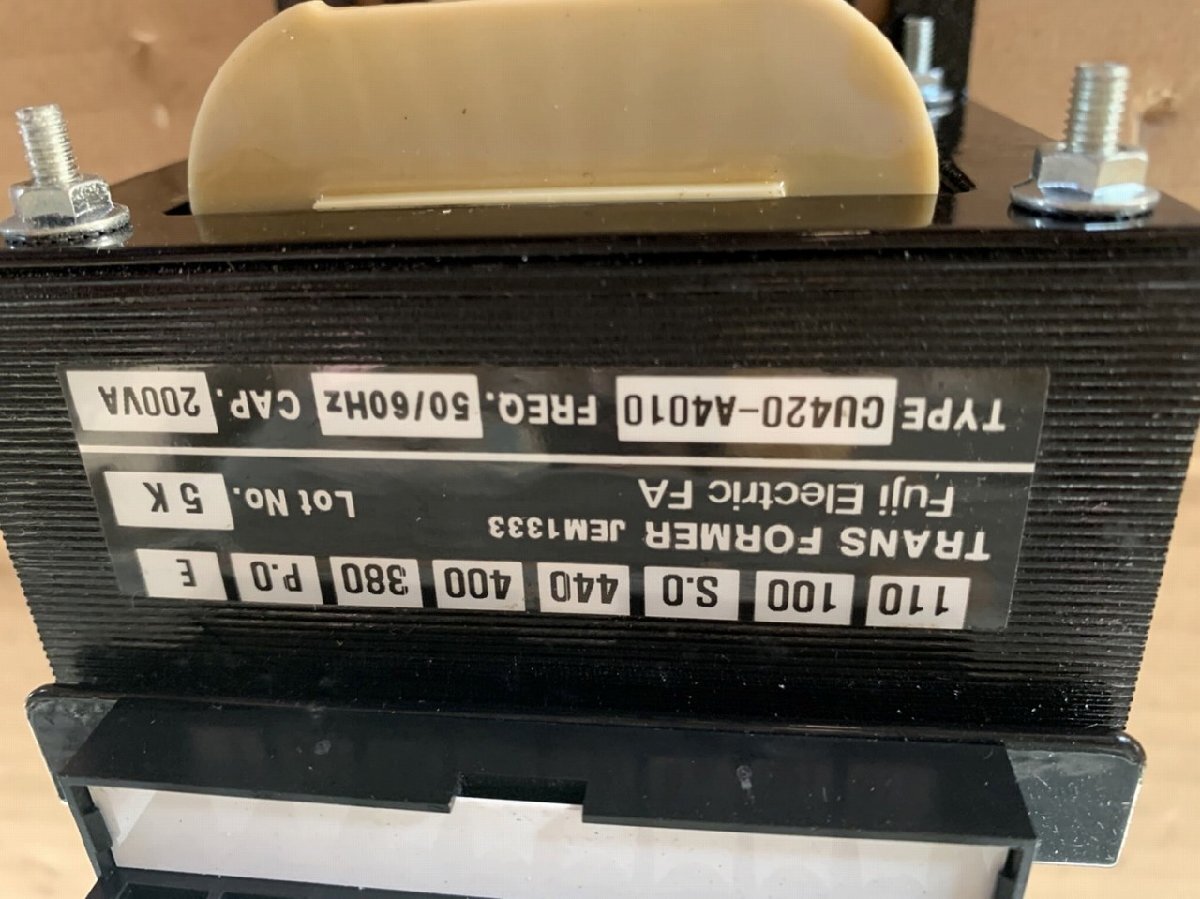 110 100 S.0 440 400 380 P.0 E
TRANS FORMER JEM1333
Fuji Electric FA Lot No. 5 K
TYPE CU420-A4010 FREQ. 50/60Hz CAP. 200VA